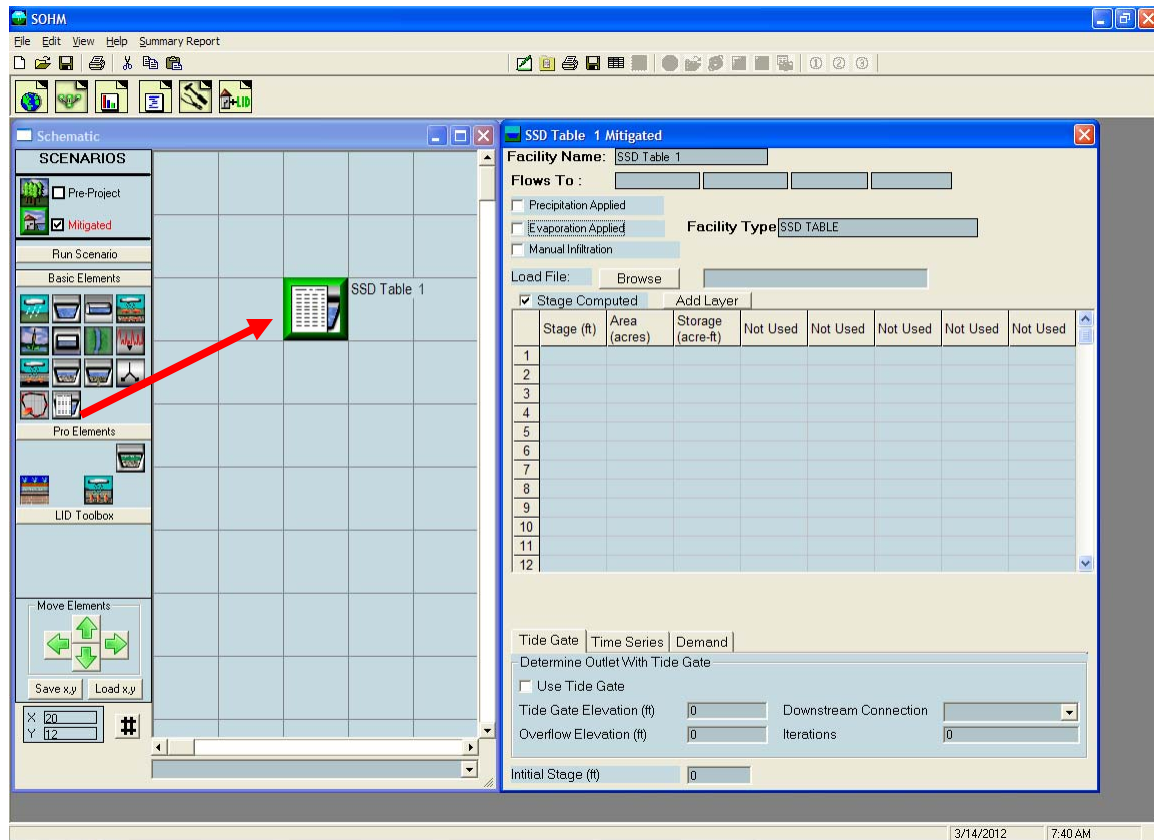 SOHM
File Edit View Help Summary Report
Schematic
SCENARIOS
Pre-Project
Mitigated
Run Scenario
Basic Elements
SSD Table 1
Pro Elements
LID Toolbox
Move Elements
Save x,y Load x,y
X 20
Y 12
#
SSD Table 1 Mitigated
Facility Name: SSD Table 1
Flows To :
Precipitation Applied
Evaporation Applied Facility Type SSD TABLE
Manual Infiltration
Load File: Browse
Stage Computed Add Layer
Stage (ft) Area (acres) Storage (acre-ft) Not Used Not Used Not Used Not Used Not Used
1
2
3
4
5
6
7
8
9
10
11
12
Tide Gate Time Series Demand
Determine Outlet With Tide Gate
Use Tide Gate
Tide Gate Elevation (ft) 0 Downstream Connection
Overflow Elevation (ft) 0 Iterations 0
Intitial Stage (ft) 0
+LID
1 2 3
3/14/2012 7:40 AM